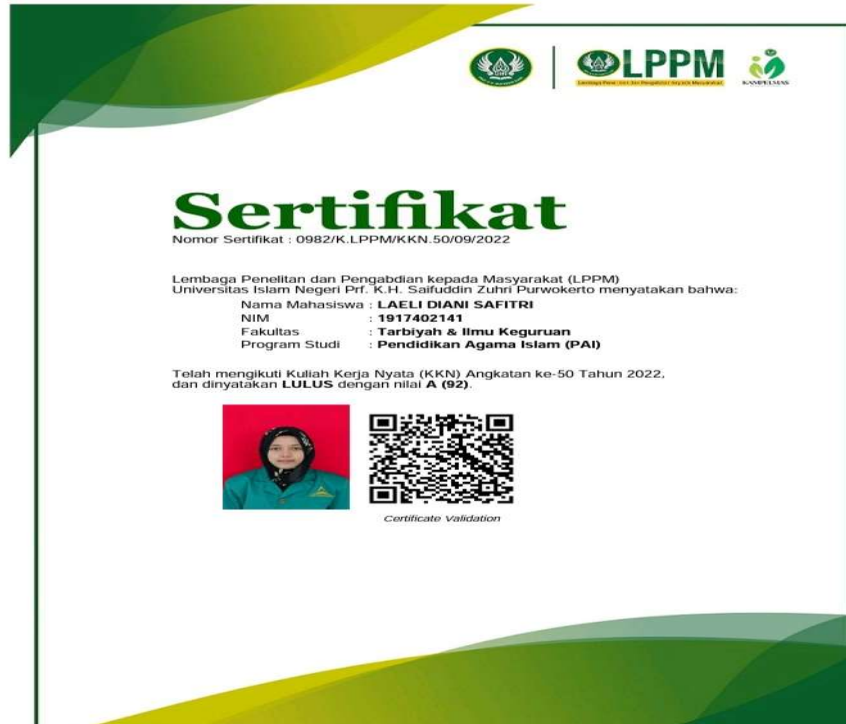 LPPM
KAMPELMAS
Sertifikat
Nomor Sertifikat : 0982/K.LPPM/KKN.50/09/2022
Lembaga Penelitan dan Pengabdian kepada Masyarakat (LPPM)
Universitas Islam Negeri Prf. K.H. Saifuddin Zuhri Purwokerto menyatakan bahwa:
Nama Mahasiswa : LAELI DIANI SAFITRI
NIM : 1917402141
Fakultas : Tarbiyah & Ilmu Keguruan
Program Studi : Pendidikan Agama Islam (PAI)
Telah mengikuti Kuliah Kerja Nyata (KKN) Angkatan ke-50 Tahun 2022,
dan dinyatakan LULUS dengan nilai A (92).
Certificate Validation